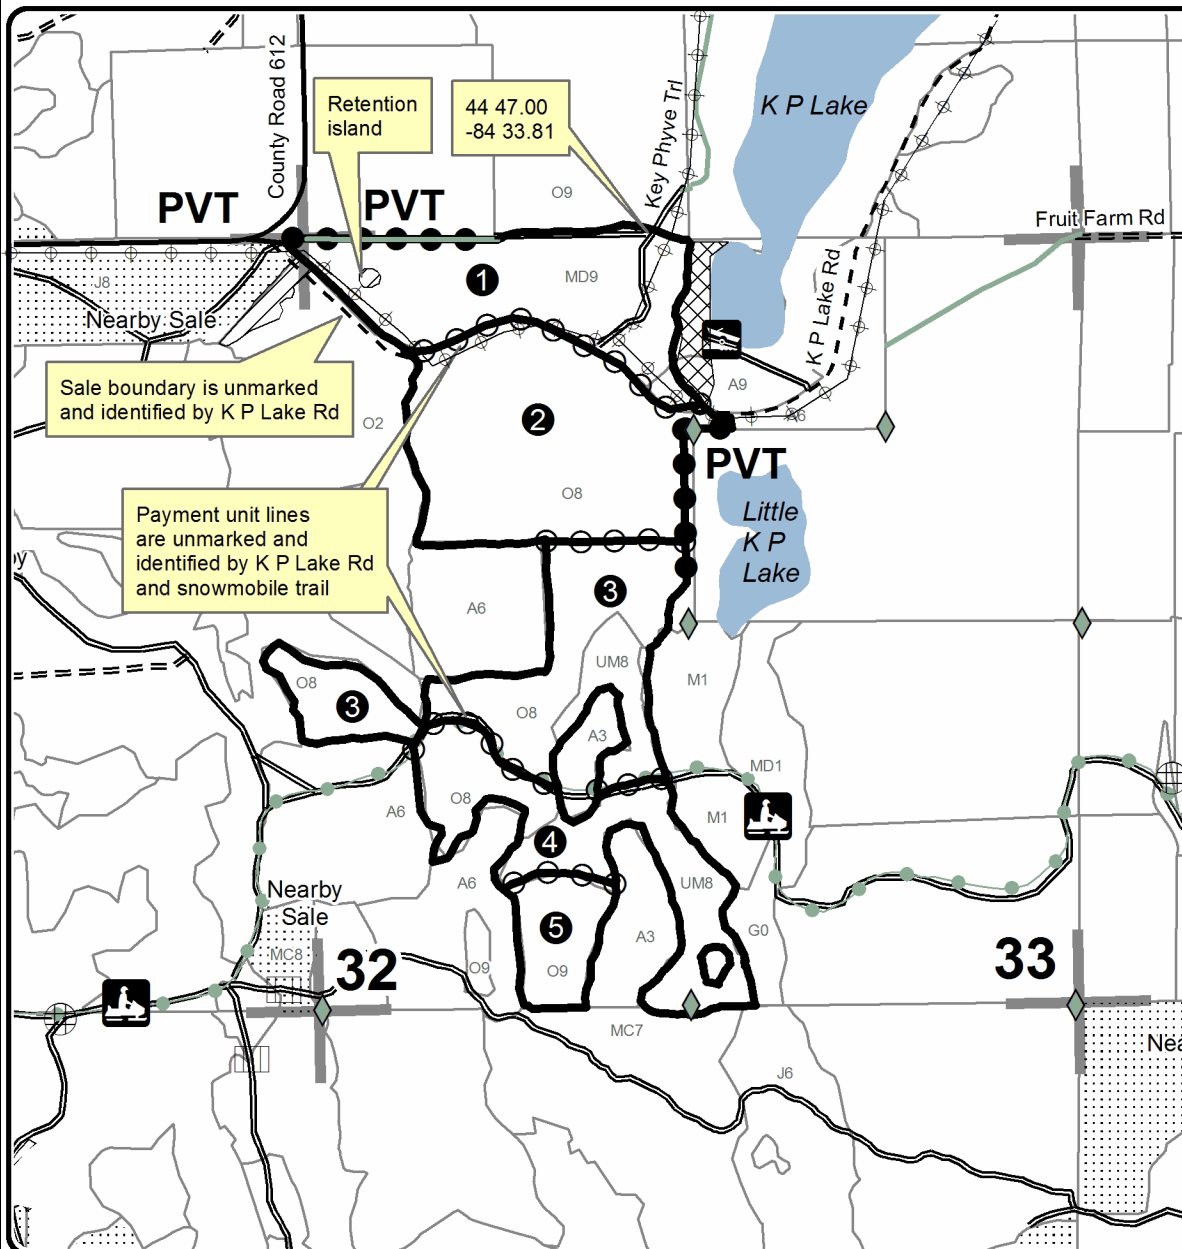 County Road 612
Retention
island
44 47.00
-84 33.81
Key Phyve Trl
K P Lake
PVT
PVT
O9
Fruit Farm Rd
J8
1
MD9
K P Lake Rd
Nearby Sale
Sale boundary is unmarked
and identified by K P Lake Rd
O2
2
A9
A6
PVT
O8
Little
K P
Lake
Payment unit lines
are unmarked and
identified by K P Lake Rd
and snowmobile trail
A6
3
UM8
M1
O8
3
O8
A3
MD1
O8
A6
M1
4
A6
UM8
Nearby
Sale
5
A3
G0
MC8
32
O9
O9
33
MC7
Nea
J6